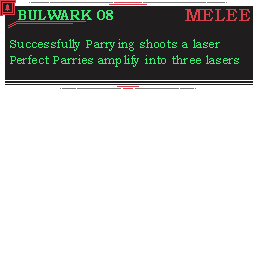 BULWARK 08 MELEE
Successfully Parrying shoots a laser
Perfect Parries amplify into three lasers